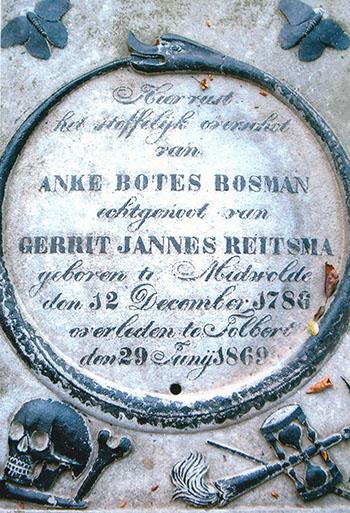 Hier rust
het stoffelijk overschot
van
ANKE BOTES BOSMAN
echtgenoot van
GERRIT JANNES REITSMA
geboren te Midwolde
den 12 December 1786
overleden te Tolbert
den 29 Junij 1869